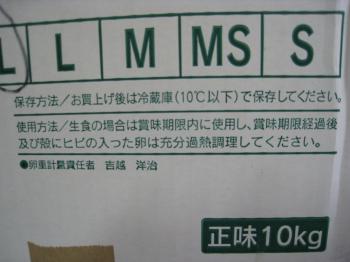 L L M MS S
保存方法/お買上げ後は冷蔵庫(10℃以下)で保存してください。
使用方法/生食の場合は賞味期限内に使用し、賞味期限経過後
及び殻にヒビの入った卵は充分過熱調理してください。
●卵重計量責任者 吉越 洋治
正味10kg